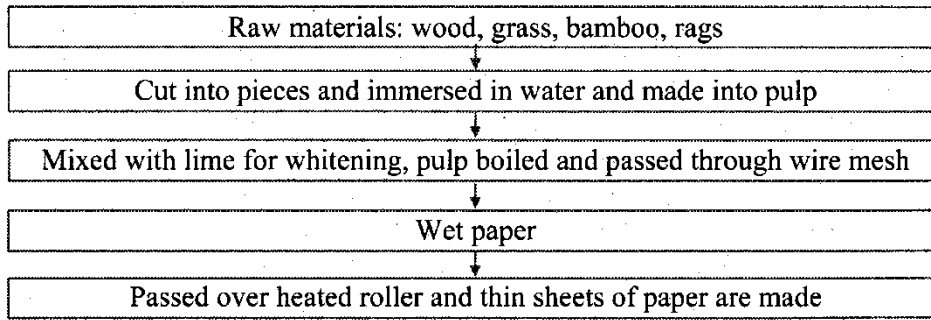 Raw materials: wood, grass, bamboo, rags
Cut into pieces and immersed in water and made into pulp
Mixed with lime for whitening, pulp boiled and passed through wire mesh
Wet paper
Passed over heated roller and thin sheets of paper are made